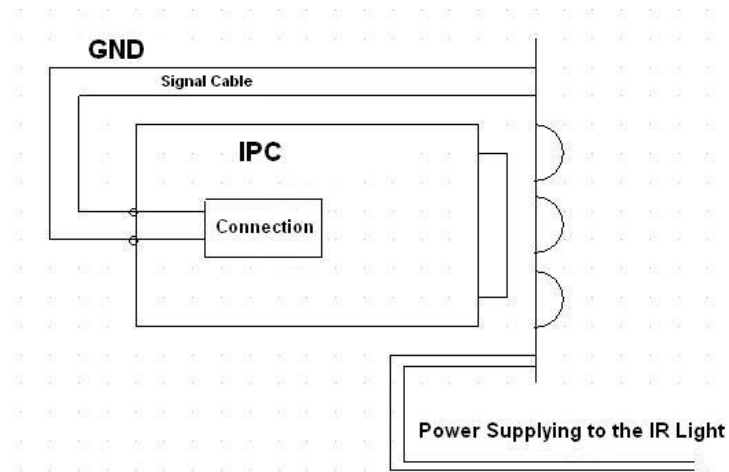 GND
Signal Cable
IPC
Connection
Power Supplying to the IR Light